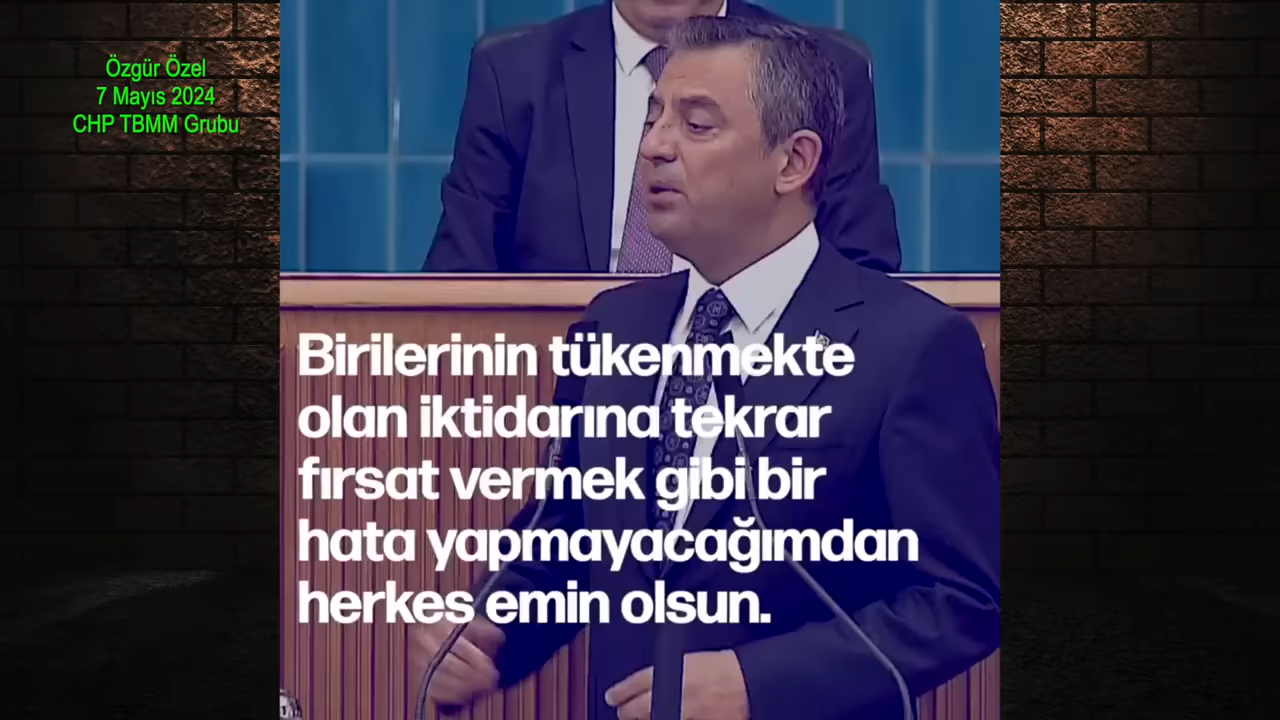 Özgür Özel
7 Mayıs 2024
CHP TBMM Grubu
Birilerinin tükenmekte
olan iktidarına tekrar
fırsat vermek gibi bir
hata yapmayacağımdan
herkes emin olsun.